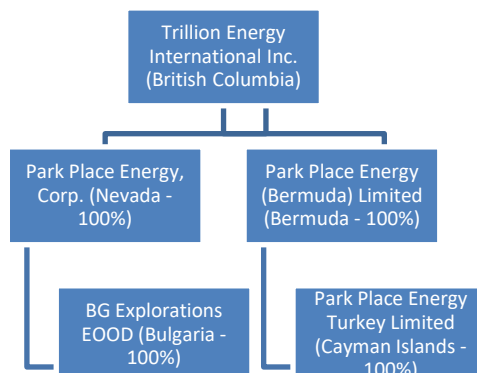 Trillion Energy
International Inc.
(British Columbia)
Park Place Energy,
Corp. (Nevada -
100%)
Park Place Energy
(Bermuda) Limited
(Bermuda - 100%)
BG Explorations
EOOD (Bulgaria -
100%)
Park Place Energy
Turkey Limited
(Cayman Islands -
100%)